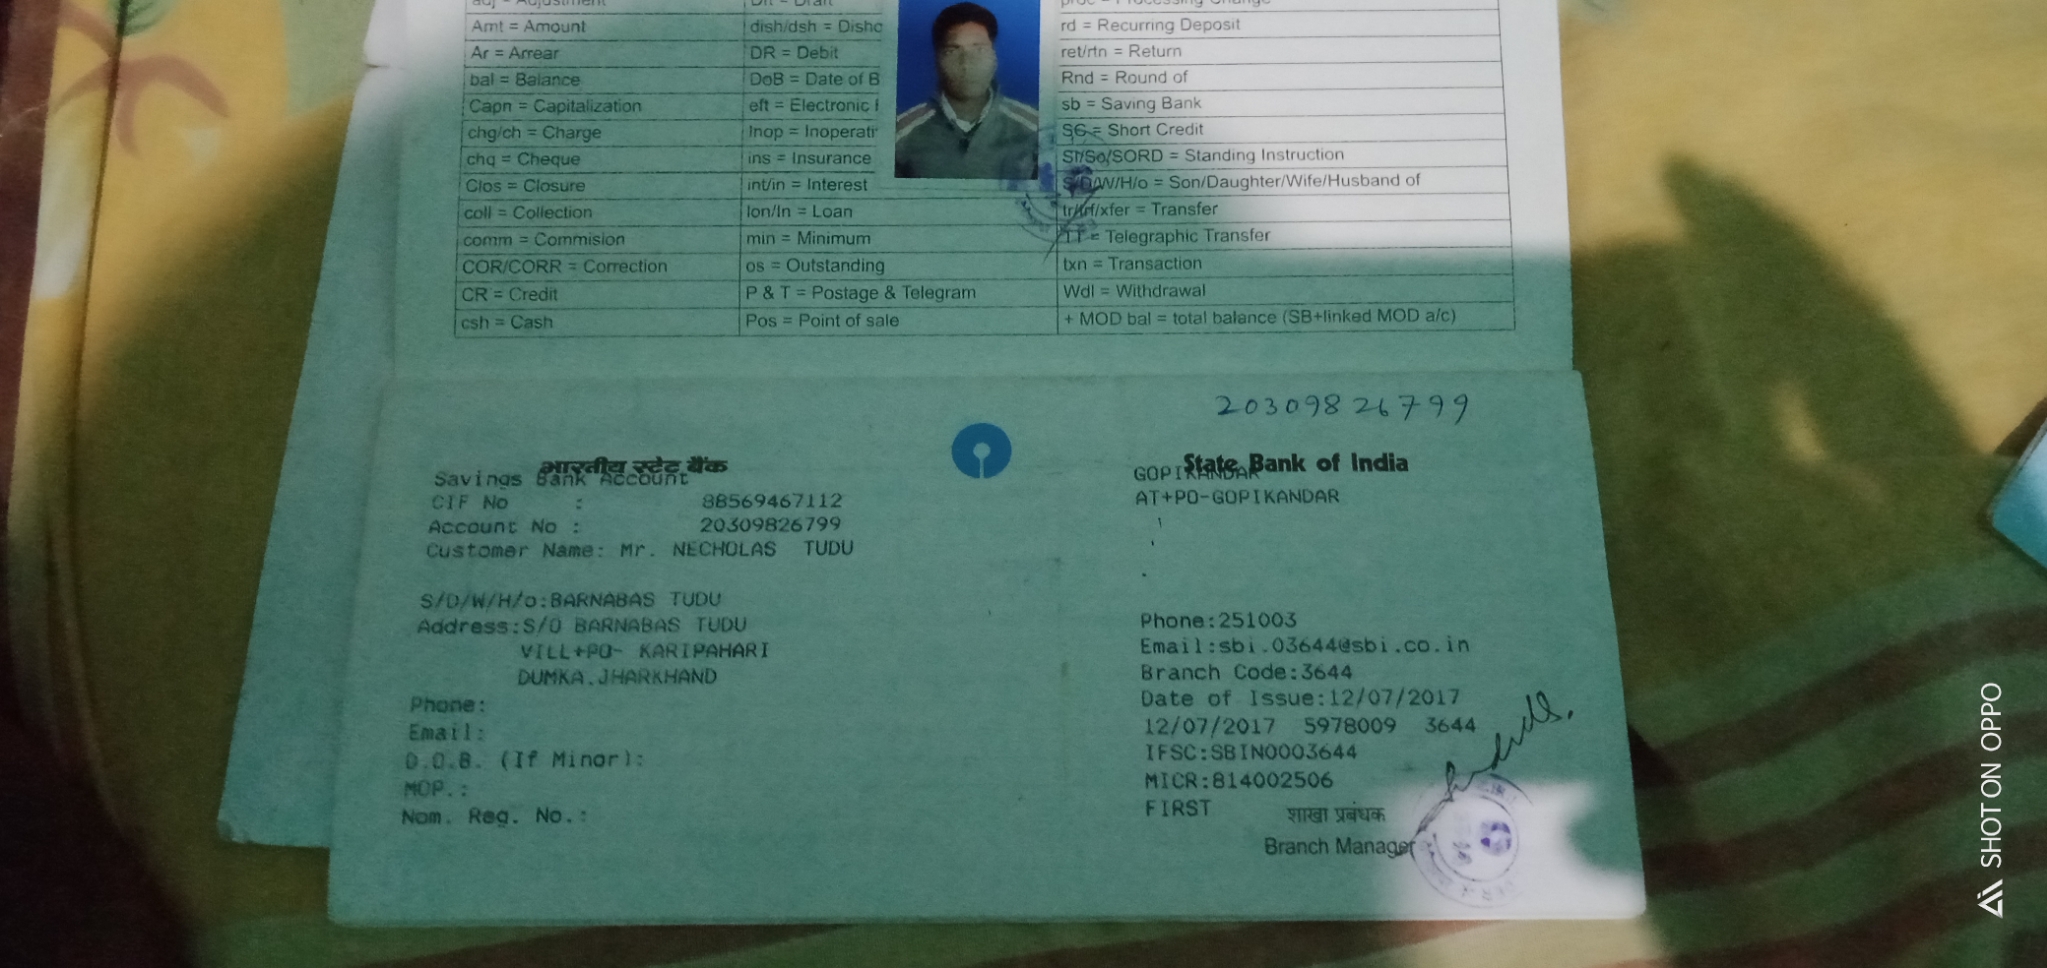 adj = Adjustment
Amt = Amount dish/dsh = rd = Recurring Deposit
Ar = Arrear DR = Debit ret/rtn = Return
bal = Balance DoB = Date of B Rnd = Round of
Capn = Capitalization eft = Electronic sb = Saving Bank
chg/ch = Charge Inop = SC = Short Credit
chq = Cheque ins = Insurance SI/So/SORD = Standing Instruction
Clos = Closure int/in = Interest S/D/W/H/o = Son/Daughter/Wife/Husband of
coll = Collection lon/ln = Loan tr/trf/xfer = Transfer
comm = Commision min = Minimum TT = Telegraphic Transfer
COR/CORR = Correction os = Outstanding txn = Transaction
CR = Credit P & T = Postage & Telegram Wdl = Withdrawal
csh = Cash Pos = Point of sale + MOD bal = total balance (SB+linked MOD a/c)
20309826799
भारतीय स्टेट बैंक State Bank of India
Savings Bank Account
CIF No : 88569467112
Account No : 20309826799
Customer Name: Mr. NECHOLAS TUDU
S/D/W/H/o:BARNABAS TUDU
Address:S/O BARNABAS TUDU
VILL+PO- KARIPAHARI
DUMKA.JHARKHAND
Phone:
Email:
D.O.B. (If Minor):
MOP.:
Nom. Reg. No.:
GOPIKANDAR
AT+PO-GOPIKANDAR
Phone:251003
Email:sbi.03644@sbi.co.in
Branch Code:3644
Date of Issue:12/07/2017
12/07/2017 5978009 3644
IFSC:SBIN0003644
MICR:814002506
FIRST शाखा प्रबंधक
Branch Manager
SHOT ON OPPO